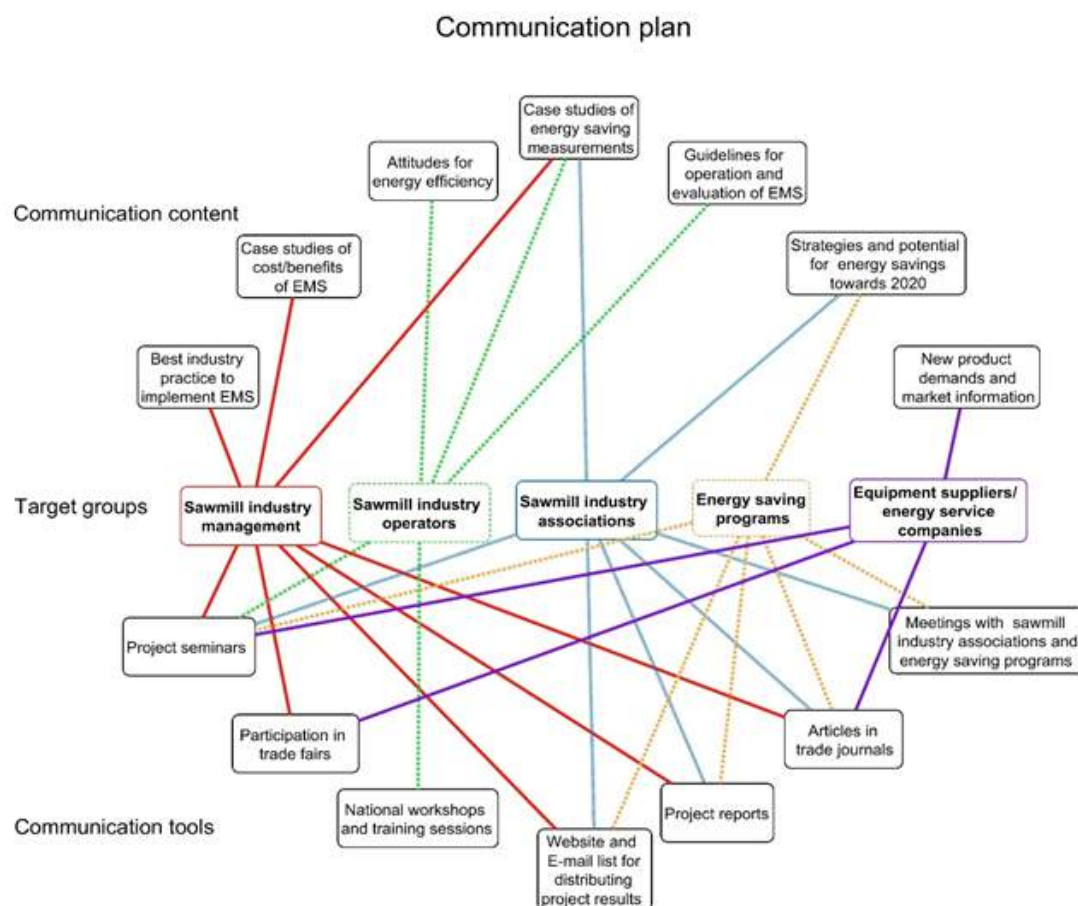 Communication plan
Case studies of
energy saving
measurements
Attitudes for
energy efficiency
Guidelines for
operation and
evaluation of EMS
Communication content
Case studies of
cost/benefits
of EMS
Strategies and potential
for energy savings
towards 2020
Best industry
practice to
implement EMS
New product
demands and
market information
Target groups
Sawmill industry
management
Sawmill industry
operators
Sawmill industry
associations
Energy saving
programs
Equipment suppliers/
energy service
companies
Project seminars
Meetings with sawmill
industry associations and
energy saving programs
Participation in
trade fairs
Articles in
trade journals
Communication tools
National workshops
and training sessions
Project reports
Website and
E-mail list for
distributing
project results